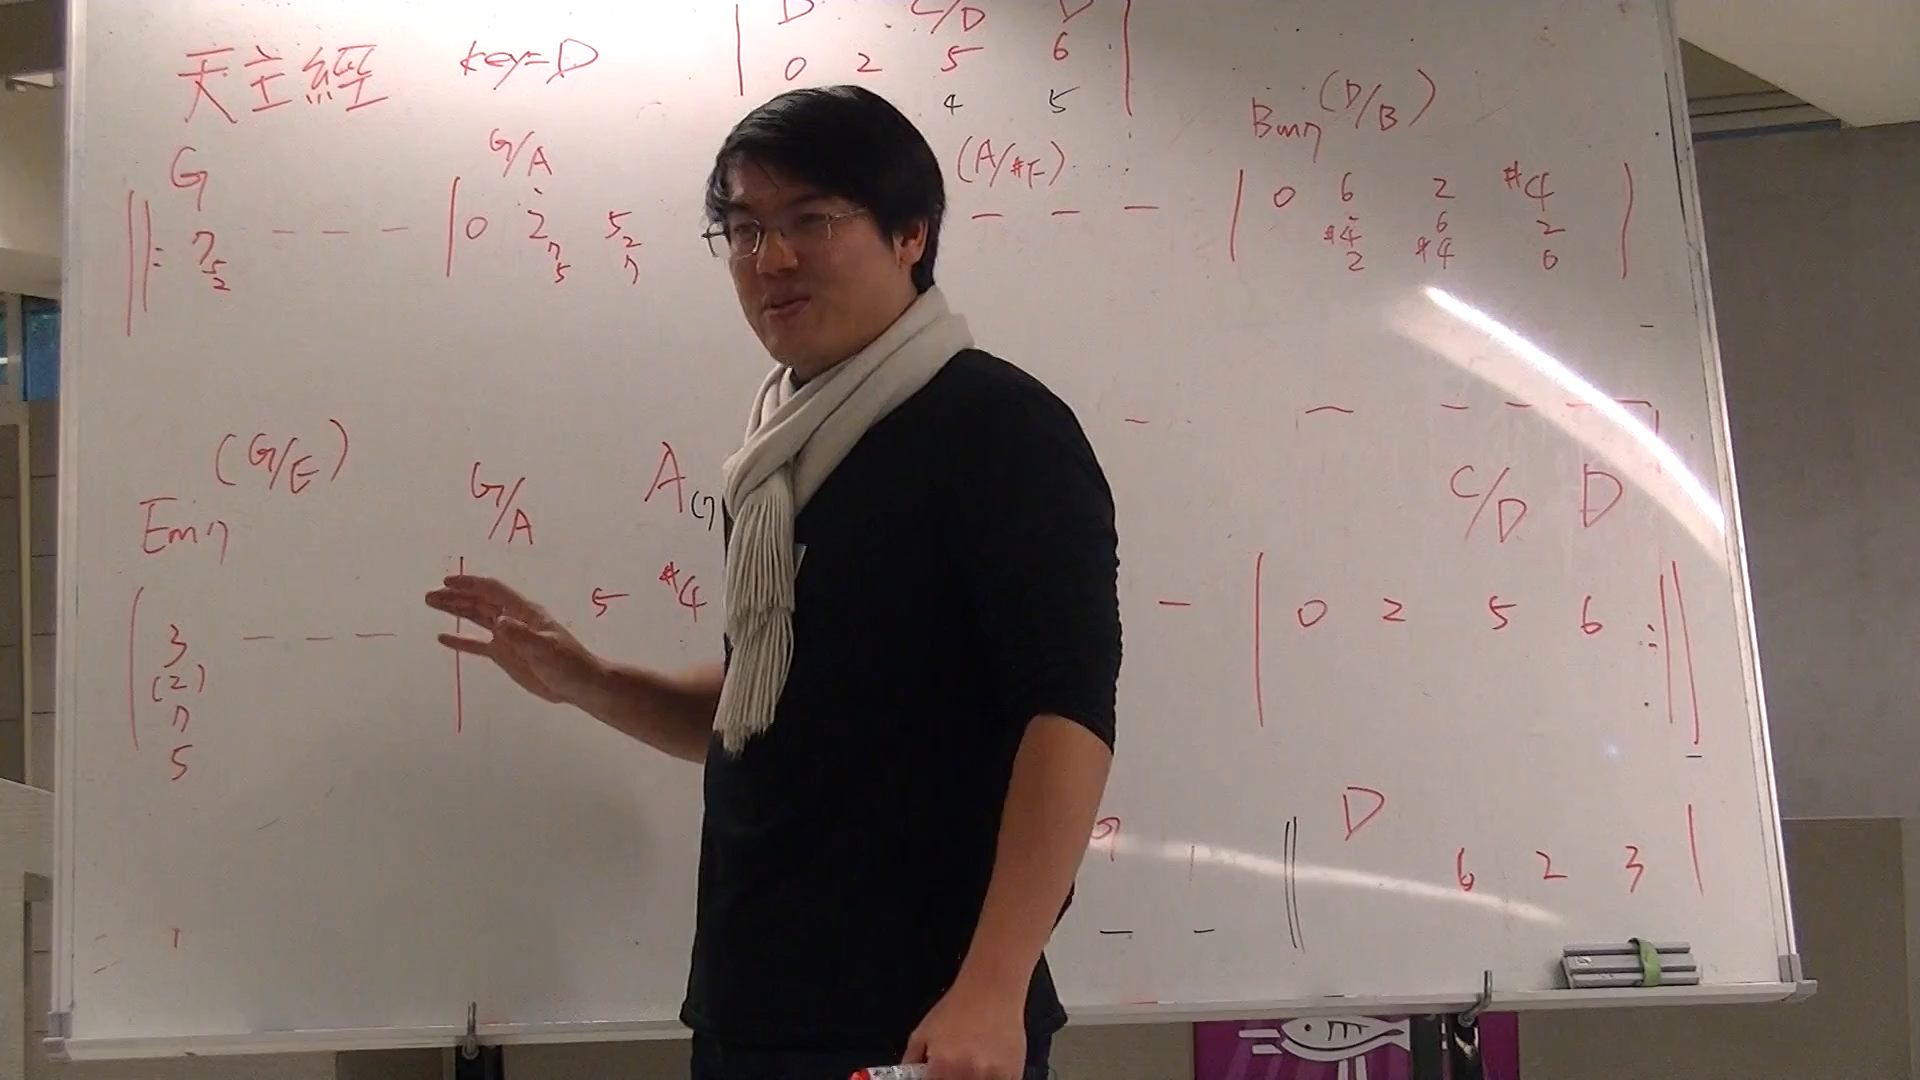 D C/D D
天主經 key=D | 0 2 5 6 |
4 5
G G/A (A/#F) Bm7 (D/B)
||: 7 - - - | 0 2 5 - - - | 0 6 2 #4 |
5 7 2 #4 6 2
2 5 7 2 #4 6
- - - - -
(G/E)
Em7 G/A A(7 C/D D
| 3 - - - | 5 #4 - | 0 2 5 6 :||
(2)
7
5
|| D 6 2 3 |
- -